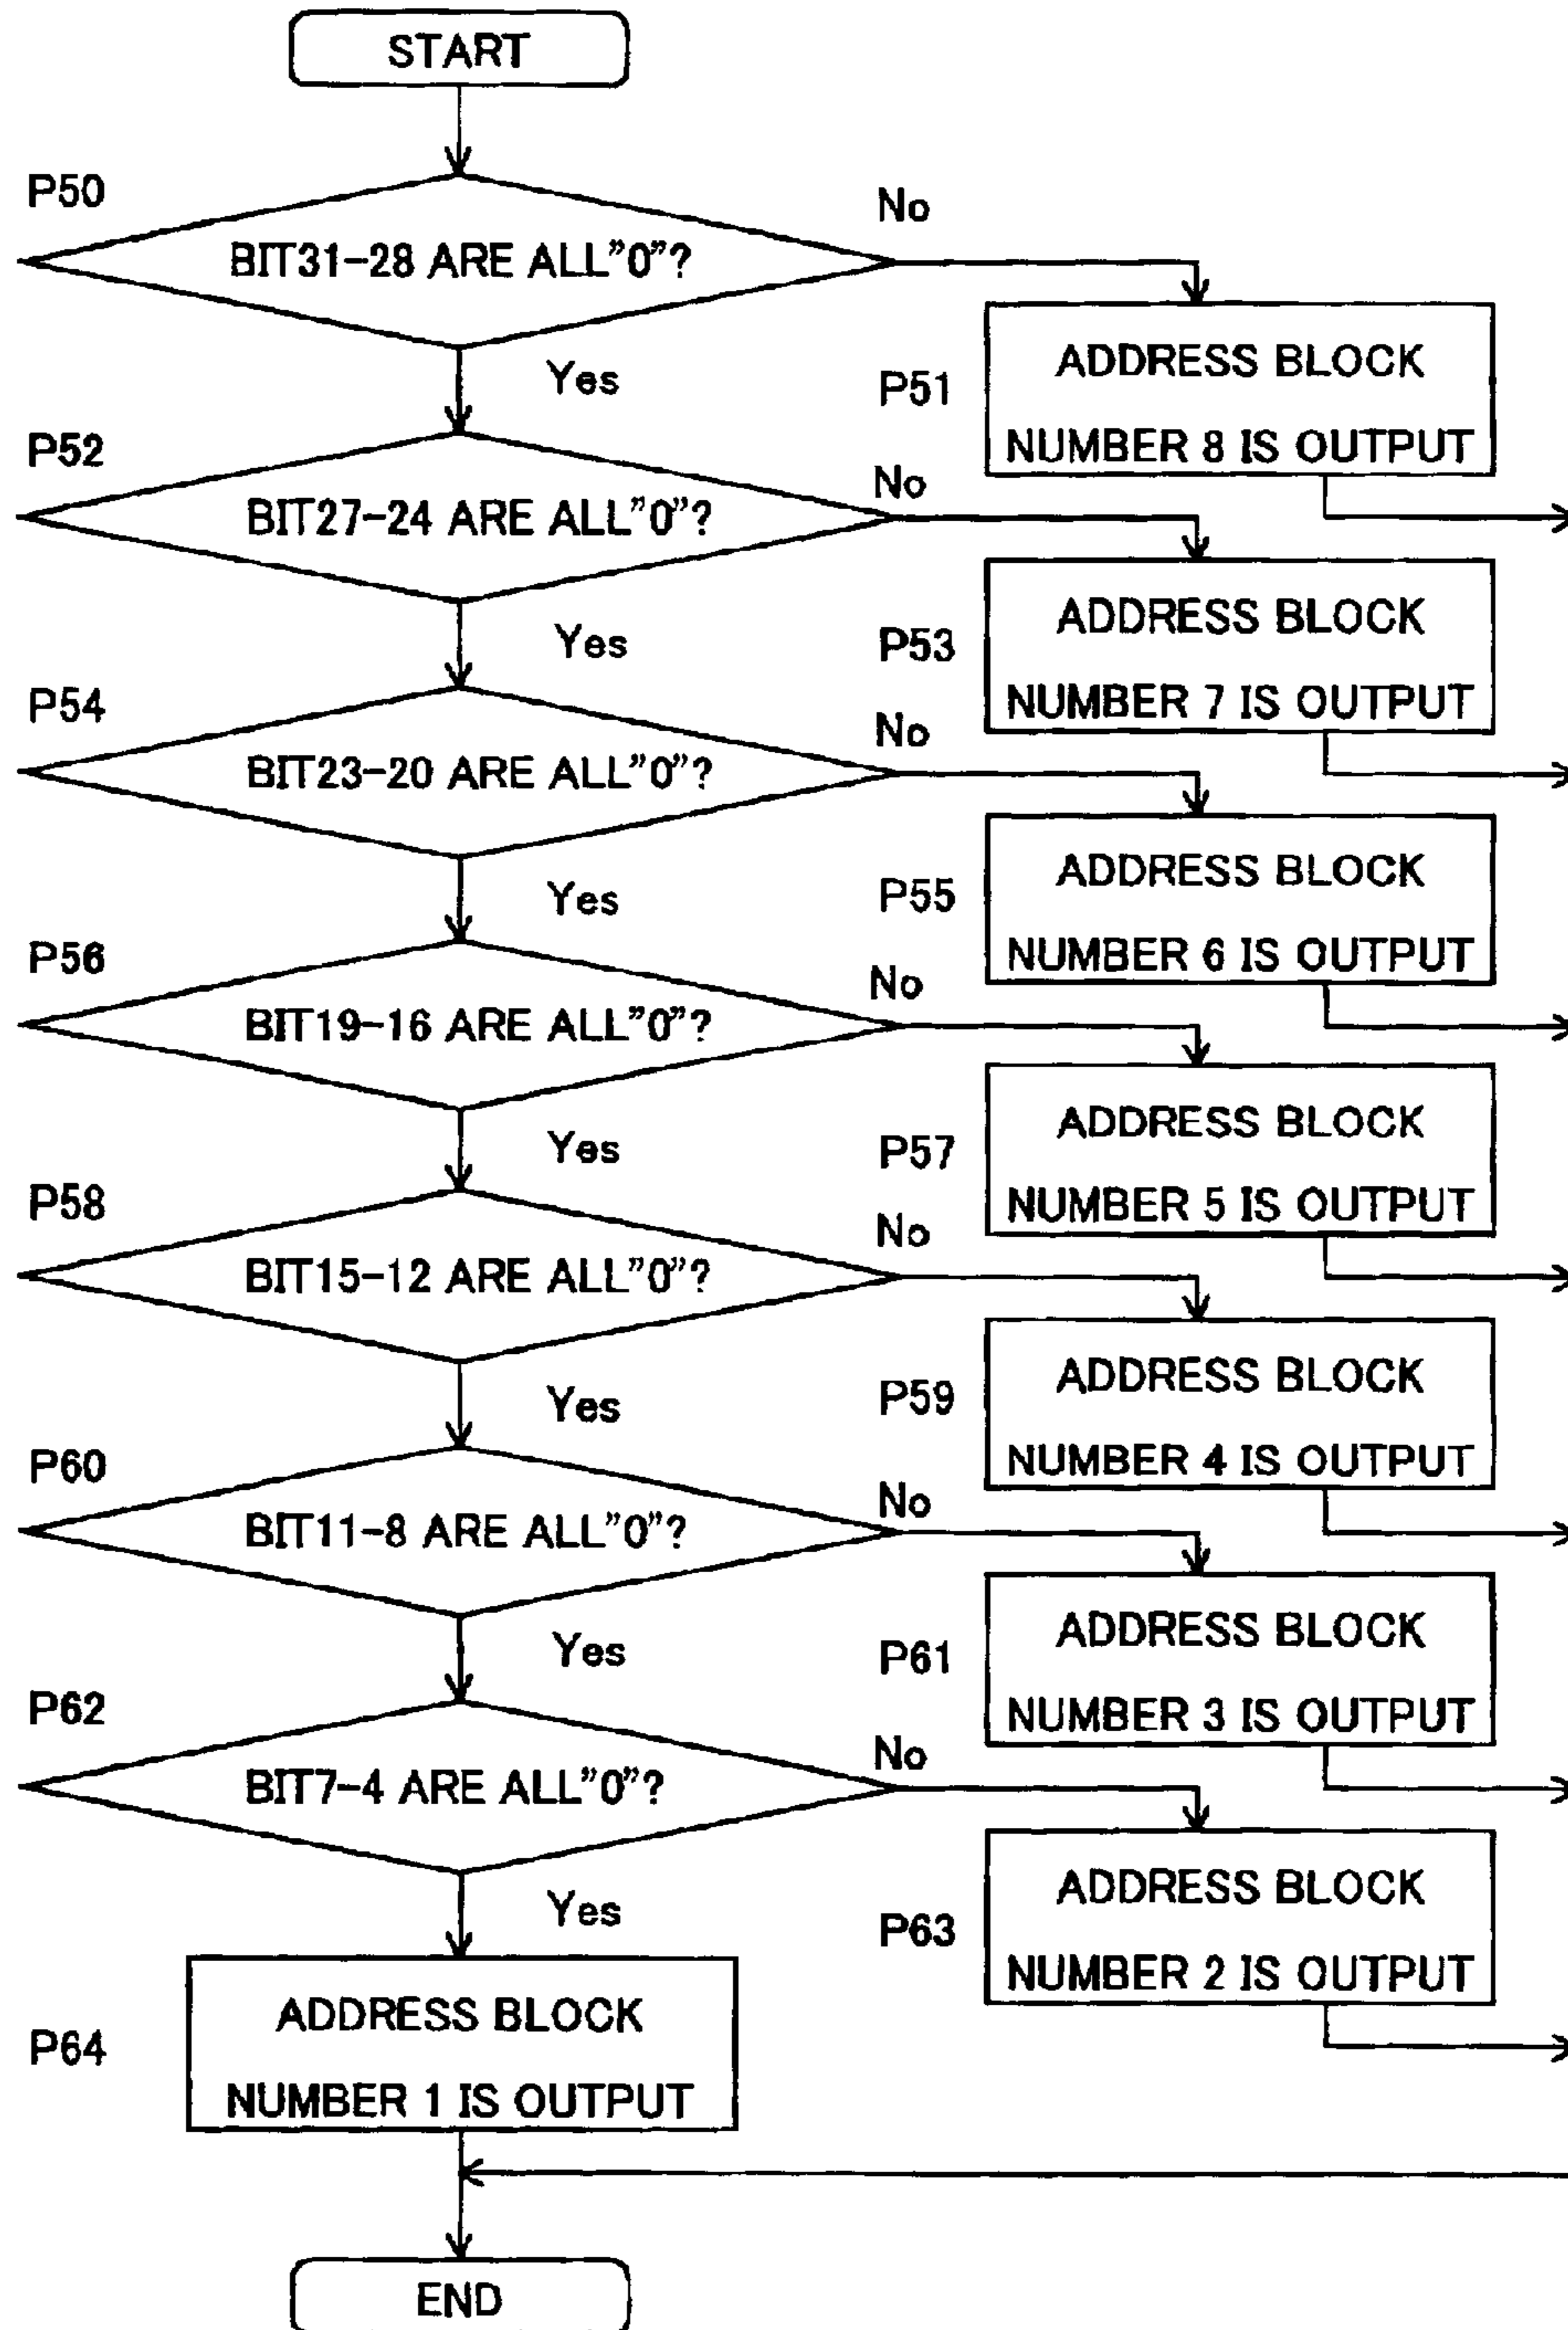 START
P50
No
BIT31-28 ARE ALL"0"?
Yes
P51
ADDRESS BLOCK
NUMBER 8 IS OUTPUT
P52
No
BIT27-24 ARE ALL"0"?
Yes
P53
ADDRESS BLOCK
NUMBER 7 IS OUTPUT
P54
No
BIT23-20 ARE ALL"0"?
Yes
P55
ADDRESS BLOCK
NUMBER 6 IS OUTPUT
P56
No
BIT19-16 ARE ALL"0"?
Yes
P57
ADDRESS BLOCK
NUMBER 5 IS OUTPUT
P58
No
BIT15-12 ARE ALL"0"?
Yes
P59
ADDRESS BLOCK
NUMBER 4 IS OUTPUT
P60
No
BIT11-8 ARE ALL"0"?
Yes
P61
ADDRESS BLOCK
NUMBER 3 IS OUTPUT
P62
No
BIT7-4 ARE ALL"0"?
Yes
P63
ADDRESS BLOCK
NUMBER 2 IS OUTPUT
P64
ADDRESS BLOCK
NUMBER 1 IS OUTPUT
END